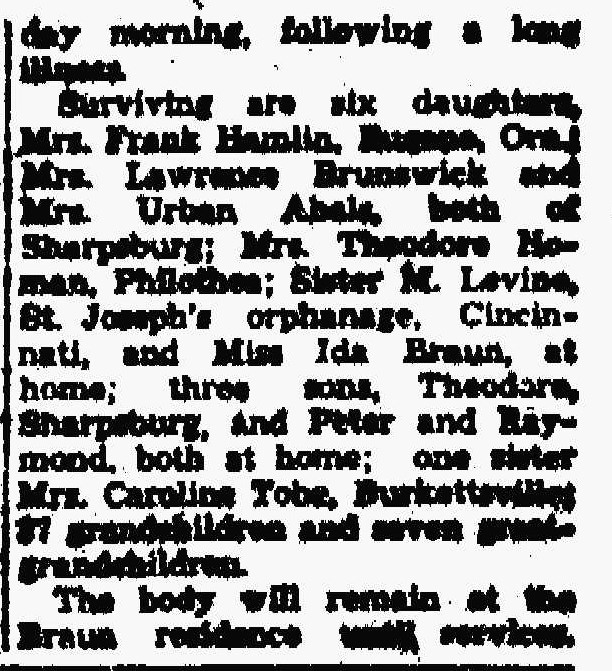 day morning, following a long
illness.
Surviving are six daughters,
Mrs. Frank Hamlin, Eugene, Ore.;
Mrs. Lawrence Brunswick and
Mrs. Urban Abels, both of
Sharpsburg; Mrs. Theodore Ho-
man, Philothea; Sister M. Levine,
St. Joseph's orphanage, Cincin-
nati, and Miss Ida Braun, at
home; three sons, Theodore,
Sharpsburg, and Peter and Ray-
mond, both at home; one sister
Mrs. Caroline Tobe, Burkettsville;
grandchildren and seven great-
grandchildren.
The body will remain at the
Braun residence until services.